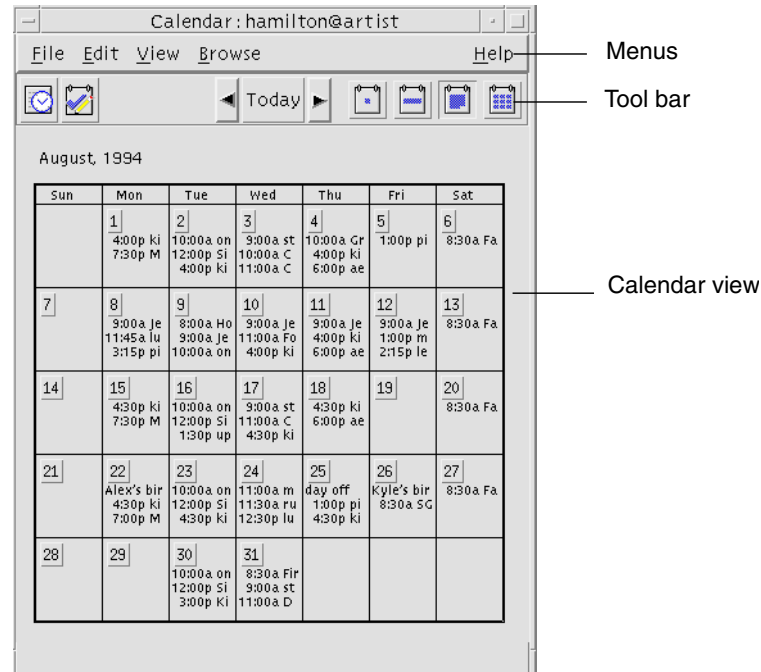 Calendar : hamilton@artist
File Edit View Browse Help
Menus
Today
Tool bar
August, 1994
Sun Mon Tue Wed Thu Fri Sat
1 2 3 4 5 6
4:00p ki 10:00a on 9:00a st 10:00a Gr 1:00p pi 8:30a Fa
7:30p M 12:00p Si 10:00a C 4:00p ki
4:00p ki 11:00a C 6:00p ae
Calendar view
7 8 9 10 11 12 13
9:00a Je 8:00a Ho 9:00a Je 9:00a Je 9:00a Je 8:30a Fa
11:45a lu 9:00a Je 11:00a Fo 4:00p ki 1:00p m
3:15p pi 10:00a on 4:00p ki 6:00p ae 2:15p le
14 15 16 17 18 19 20
4:30p ki 10:00a on 9:00a st 4:30p ki 8:30a Fa
7:30p M 12:00p Si 11:00a C 6:00p ae
1:30p up 4:30p ki
21 22 23 24 25 26 27
Alex's bir 10:00a on 11:00a m day off Kyle's bir 8:30a Fa
4:30p ki 12:00p Si 11:30a ru 1:00p pi 8:30a SG
7:00p M 4:30p ki 12:30p lu 4:30p ki
28 29 30 31
10:00a on 8:30a Fir
12:00p Si 9:00a st
3:00p Ki 11:00a D